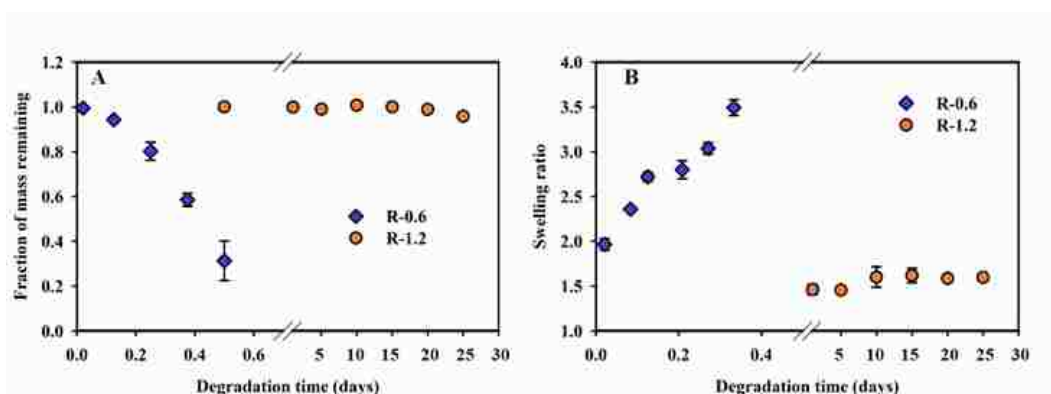 A
Fraction of mass remaining
1.2
1.0
0.8
0.6
0.4
0.2
0.0
R-0.6
R-1.2
0.0 0.2 0.4 0.6 5 10 15 20 25 30
Degradation time (days)
B
Swelling ratio
4.0
3.5
3.0
2.5
2.0
1.5
1.0
R-0.6
R-1.2
0.0 0.2 0.4 5 10 15 20 25 30
Degradation time (days)